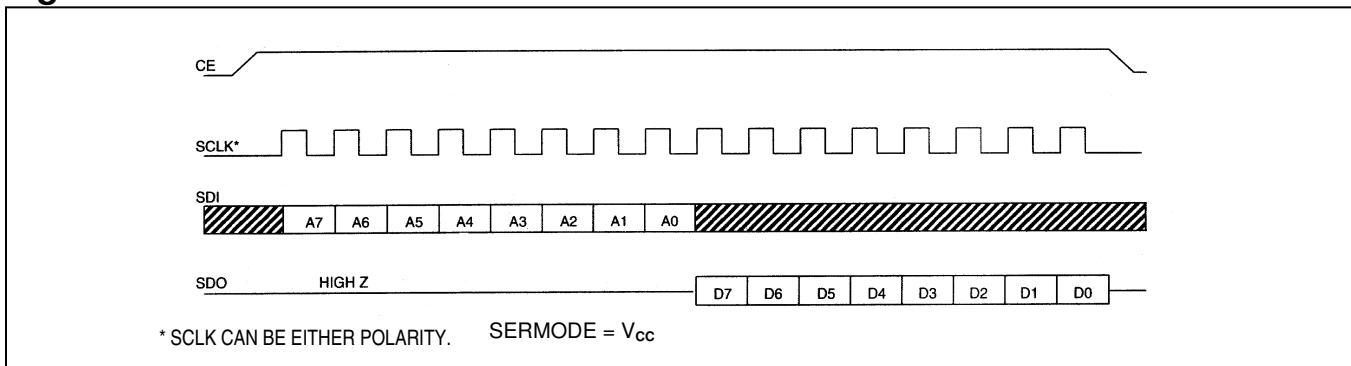 CE
SCLK*
SDI
A7 A6 A5 A4 A3 A2 A1 A0
SDO HIGH Z D7 D6 D5 D4 D3 D2 D1 D0
* SCLK CAN BE EITHER POLARITY. SERMODE = VCC